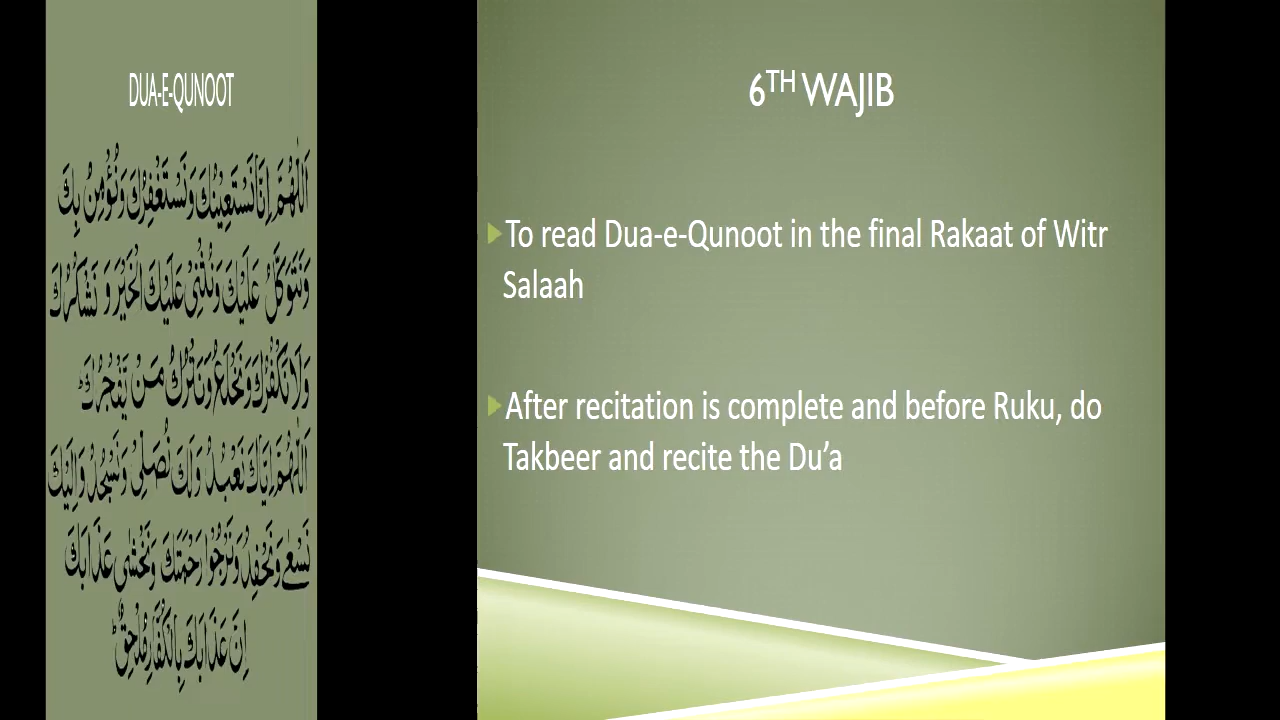 DUA-E-QUNOOT
اَللّٰهُمَّ اِنَّا نَسْتَعِيْنُكَ وَنَسْتَغْفِرُكَ وَنُؤْمِنُ بِكَ
وَنَتَوَكَّلُ عَلَيْكَ وَنُثْنِىْ عَلَيْكَ الْخَيْرَ وَ نَشْكُرُكَ
وَلَا نَكْفُرُكَ وَنَخْلَعُ وَنَتْرُكُ مَنْ يَّفْجُرُكَ ؕ
اَللّٰهُمَّ اِيَّاكَ نَعْبُدُ وَلَكَ نُصَلِّىْ وَنَسْجُدُ وَاِلَيْكَ
نَسْعٰى وَنَحْفِدُ وَنَرْجُوْا رَحْمَتَكَ وَنَخْشٰى عَذَابَكَ
اِنَّ عَذَابَكَ بِالْكُفَّارِ مُلْحِقٌ ؕ
6TH WAJIB
To read Dua-e-Qunoot in the final Rakaat of Witr
Salaah
After recitation is complete and before Ruku, do
Takbeer and recite the Du’a